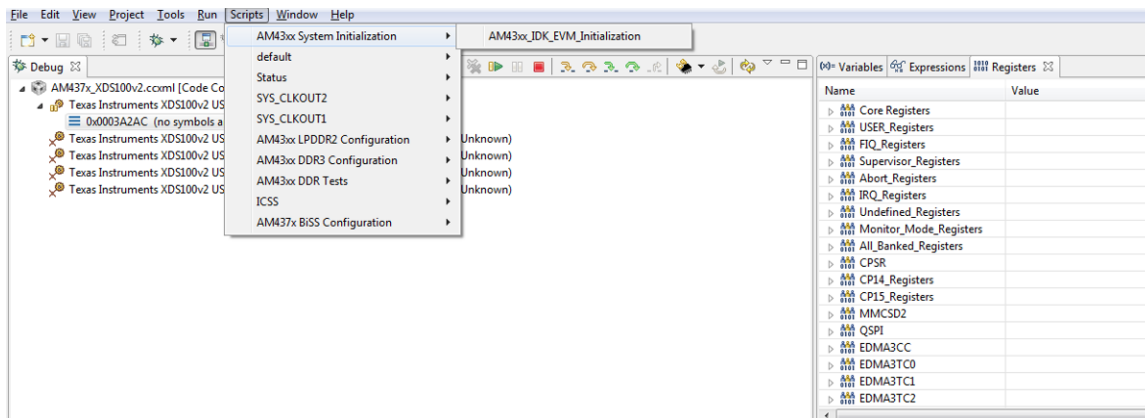 File Edit View Project Tools Run Scripts Window Help
AM43xx System Initialization
AM43xx_IDK_EVM_Initialization
default
Status
SYS_CLKOUT2
SYS_CLKOUT1
AM43xx LPDDR2 Configuration
AM43xx DDR3 Configuration
AM43xx DDR Tests
ICSS
AM437x BiSS Configuration
Debug
AM437x_XDS100v2.ccxml [Code Co
Texas Instruments XDS100v2 US
0x0003A2AC (no symbols a
Texas Instruments XDS100v2 US
Unknown)
Texas Instruments XDS100v2 US
Unknown)
Texas Instruments XDS100v2 US
Unknown)
Texas Instruments XDS100v2 US
Unknown)
(x)= Variables Expressions Registers
Name Value
Core Registers
USER_Registers
FIQ_Registers
Supervisor_Registers
Abort_Registers
IRQ_Registers
Undefined_Registers
Monitor_Mode_Registers
All_Banked_Registers
CPSR
CP14_Registers
CP15_Registers
MMCSD2
QSPI
EDMA3CC
EDMA3TC0
EDMA3TC1
EDMA3TC2